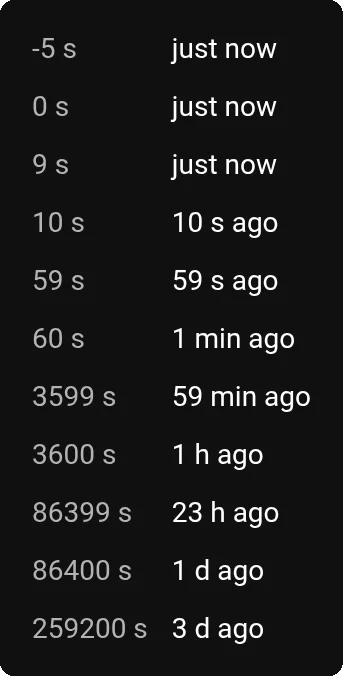 -5 s just now
0 s just now
9 s just now
10 s 10 s ago
59 s 59 s ago
60 s 1 min ago
3599 s 59 min ago
3600 s 1 h ago
86399 s 23 h ago
86400 s 1 d ago
259200 s 3 d ago